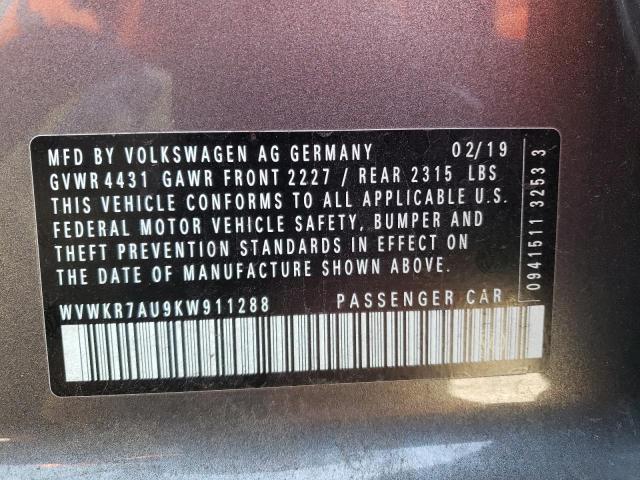 MFD BY VOLKSWAGEN AG GERMANY 02/19
GVWR 4431 GAWR FRONT 2227 / REAR 2315 LBS
THIS VEHICLE CONFORMS TO ALL APPLICABLE U.S.
FEDERAL MOTOR VEHICLE SAFETY, BUMPER AND
THEFT PREVENTION STANDARDS IN EFFECT ON
THE DATE OF MANUFACTURE SHOWN ABOVE.
WVWKR7AU9KW911288 PASSENGER CAR
0941511 3253 3